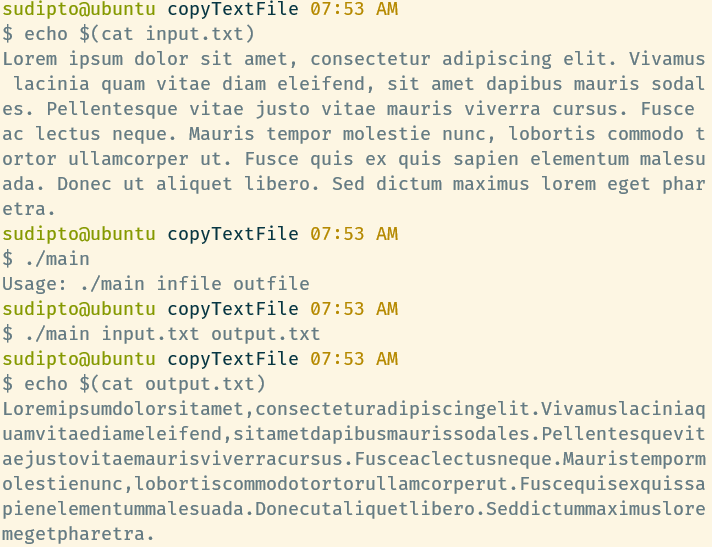 sudipto@ubuntu copyTextFile 07:53 AM
$ echo $(cat input.txt)
Lorem ipsum dolor sit amet, consectetur adipiscing elit. Vivamus
 lacinia quam vitae diam eleifend, sit amet dapibus mauris sodal
es. Pellentesque vitae justo vitae mauris viverra cursus. Fusce
ac lectus neque. Mauris tempor molestie nunc, lobortis commodo t
ortor ullamcorper ut. Fusce quis ex quis sapien elementum malesu
ada. Donec ut aliquet libero. Sed dictum maximus lorem eget phar
etra.
sudipto@ubuntu copyTextFile 07:53 AM
$ ./main
Usage: ./main infile outfile
sudipto@ubuntu copyTextFile 07:53 AM
$ ./main input.txt output.txt
sudipto@ubuntu copyTextFile 07:53 AM
$ echo $(cat output.txt)
Loremipsumdolorsitamet,consecteturadipiscingelit.Vivamuslaciniaq
uamvitaediameleifend,sitametdapibusmaurissodales.Pellentesquevit
aejustovitaemaurisviverracursus.Fusceaclectusneque.Mauristemporm
olestienunc,lobortiscommodotortorullamcorperut.Fuscequisexquissa
pienelementummalesuada.Donecutaliquetlibero.Seddictummaximuslore
megetpharetra.